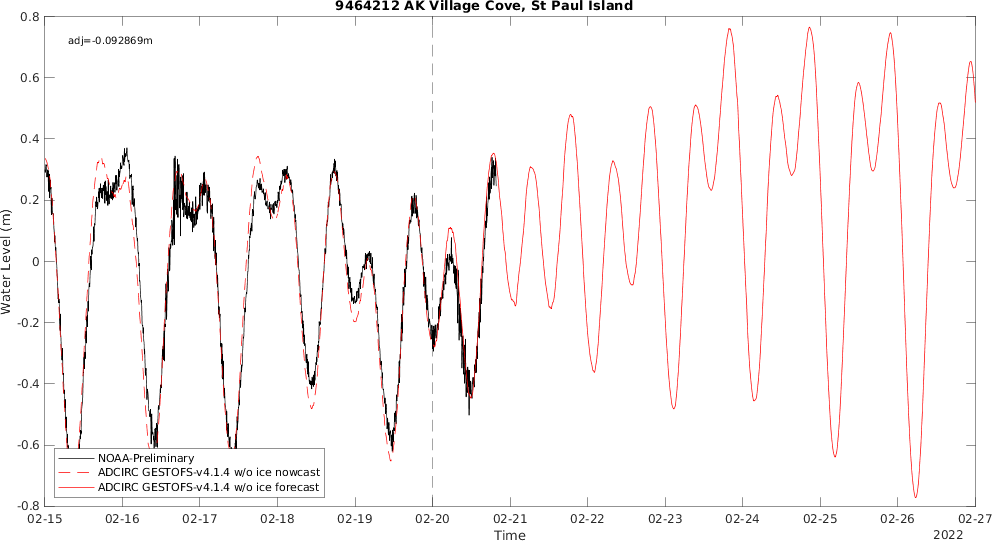 9464212 AK Village Cove, St Paul Island
adj=-0.092869m
0.8
0.6
0.4
0.2
0
-0.2
-0.4
-0.6
-0.8
Water Level (m)
NOAA-Preliminary
ADCIRC GESTOFS-v4.1.4 w/o ice nowcast
ADCIRC GESTOFS-v4.1.4 w/o ice forecast
02-15 02-16 02-17 02-18 02-19 02-20 02-21 02-22 02-23 02-24 02-25 02-26 02-27
Time
2022